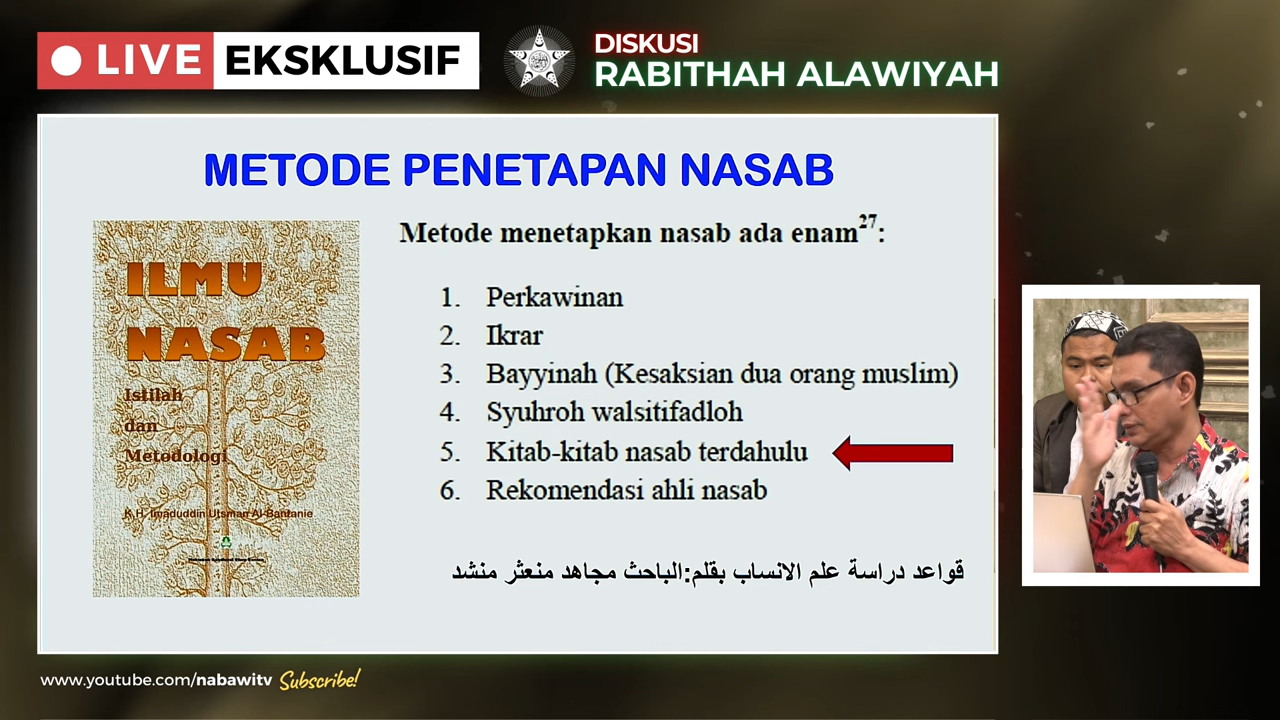 LIVE EKSKLUSIF
DISKUSI
RABITHAH ALAWIYAH
METODE PENETAPAN NASAB
ILMU
NASAB
Istilah
dan
Metodologi
K.H. Imaduddin Utsman Al-Bantanie
Metode menetapkan nasab ada enam27:
1. Perkawinan
2. Ikrar
3. Bayyinah (Kesaksian dua orang muslim)
4. Syuhroh walsitifadloh
5. Kitab-kitab nasab terdahulu
6. Rekomendasi ahli nasab
قواعد دراسة علم الانساب بقلم:الباحث مجاهد منعثر منشد
www.youtube.com/nabawitv Subscribe!